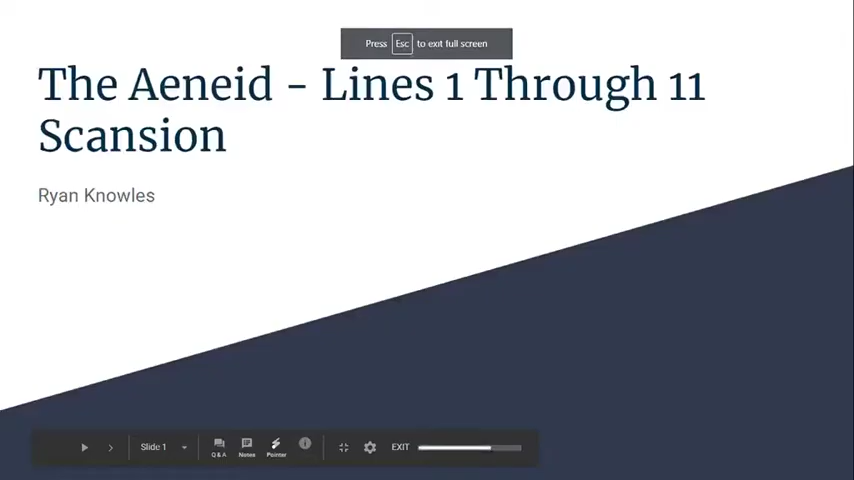 Press Esc to exit full screen
The Aeneid - Lines 1 Through 11
Scansion
Ryan Knowles
Slide 1
Q&A
Notes
Pointer
EXIT